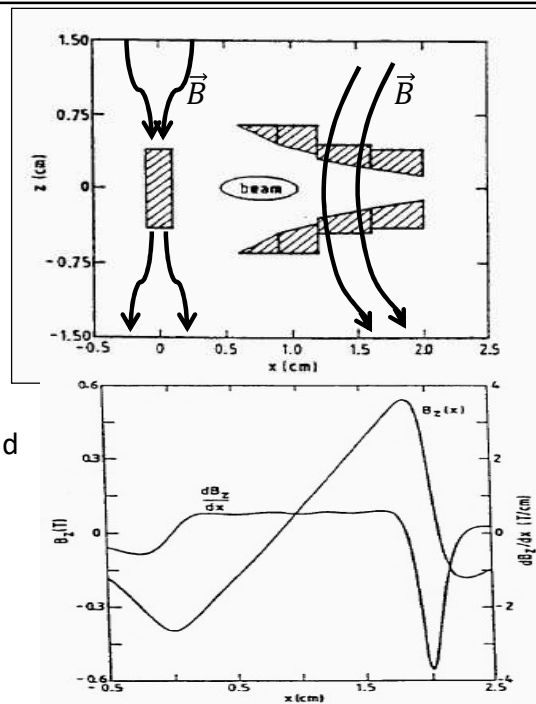 1.50
0.75
0
-0.75
-1.50
z (cm)
B⃗
B⃗
beam
-0.5
0
0.5
1.0
1.5
2.0
2.5
x (cm)
d
0.6
0.3
0
-0.3
-0.6
B_z(T)
dB_z
dx
B_z(x)
4
2
0
-2
-4
dB_z/dx (T/cm)
-0.5
0.5
1.5
2.5
x(cm)